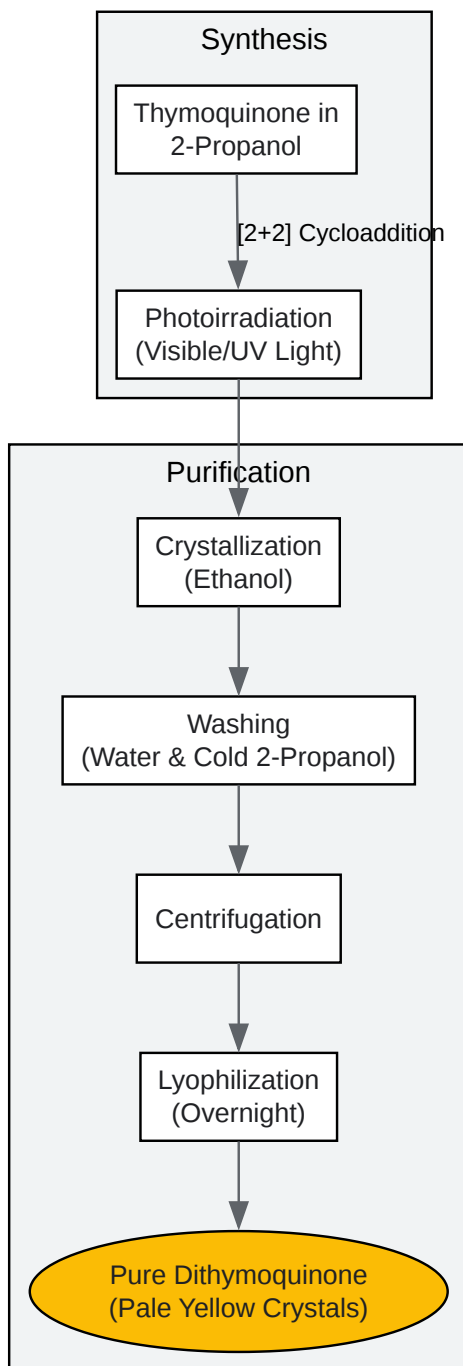 Synthesis
Thymoquinone in
2-Propanol
[2+2] Cycloaddition
Photoirradiation
(Visible/UV Light)
Purification
Crystallization
(Ethanol)
Washing
(Water & Cold 2-Propanol)
Centrifugation
Lyophilization
(Overnight)
Pure Dithymoquinone
(Pale Yellow Crystals)